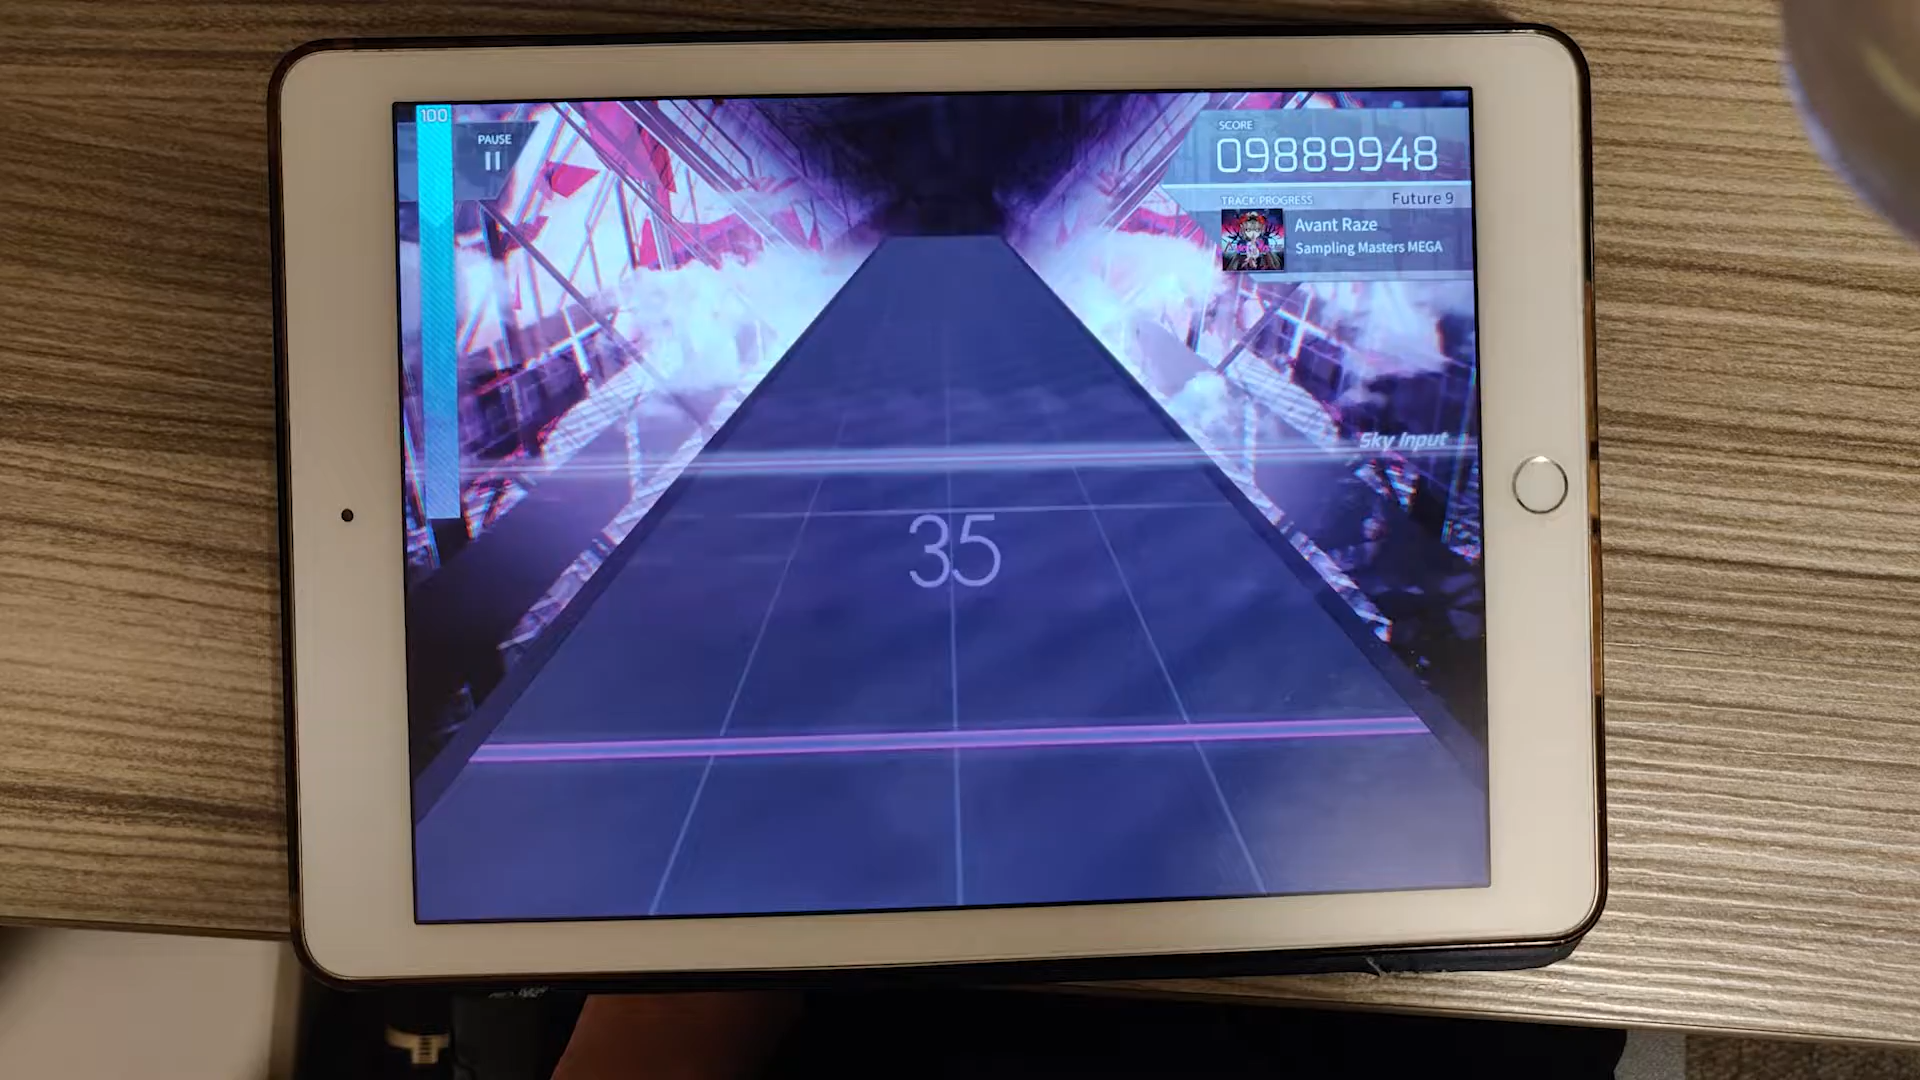 100
PAUSE
SCORE
09889948
TRACK PROGRESS
Future 9
Avant Raze
Sampling Masters MEGA
Sky Input
35